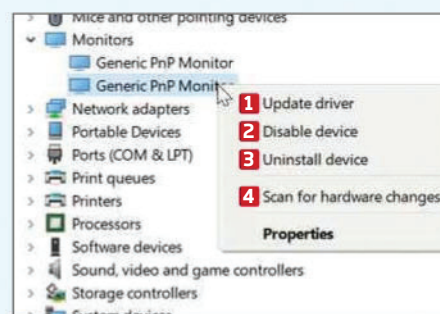 Mice and other pointing devices
Monitors
Generic PnP Monitor
Generic PnP Monitor
Network adapters
Portable Devices
Ports (COM & LPT)
Print queues
Printers
Processors
Software devices
Sound, video and game controllers
Storage controllers
System devices
1 Update driver
2 Disable device
3 Uninstall device
4 Scan for hardware changes
Properties